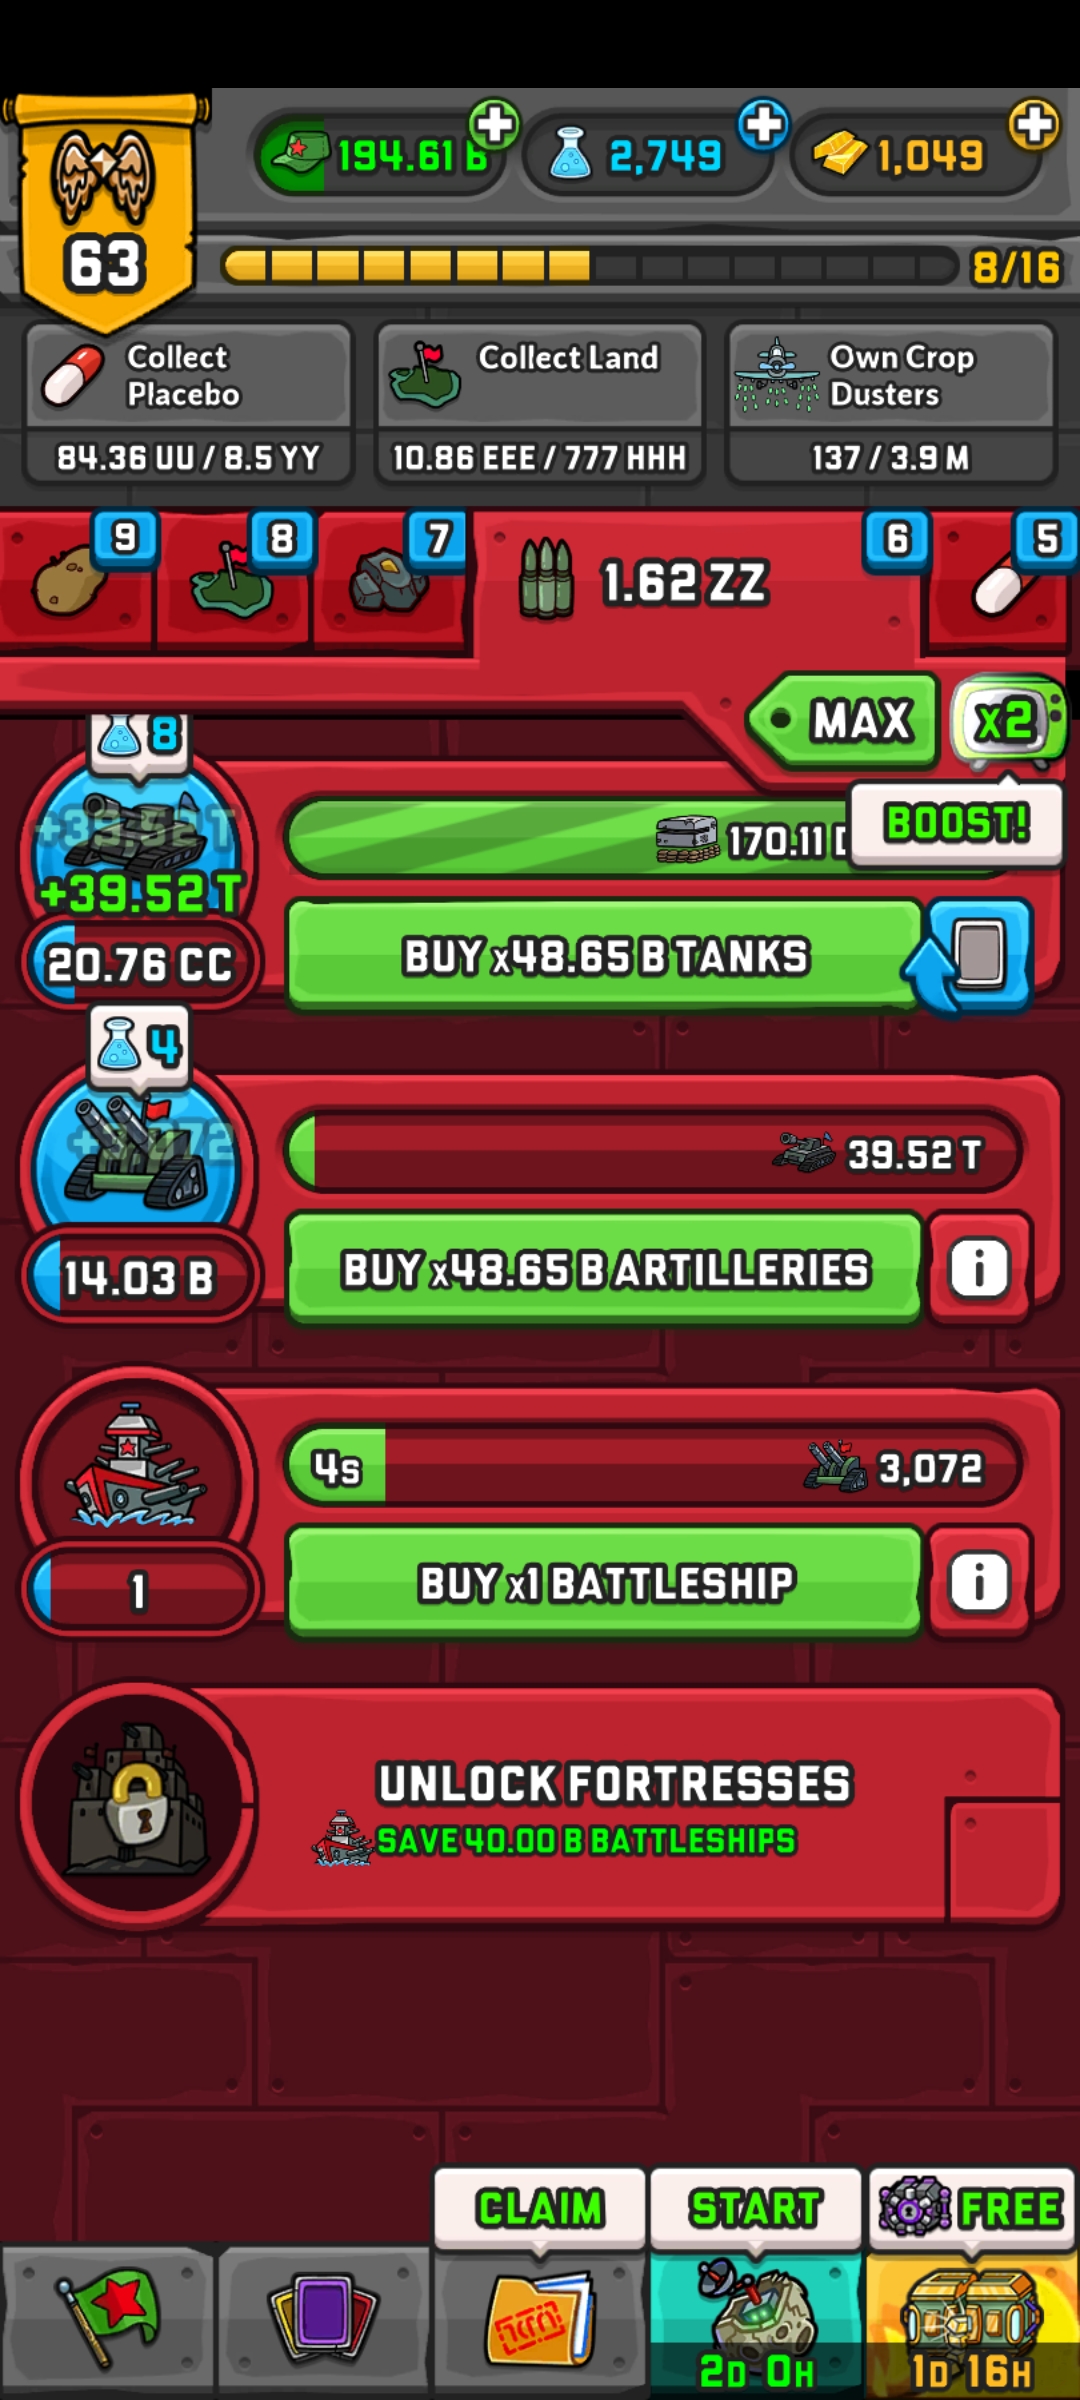 194.61 B
2,749
1,049
63
8/16
Collect
Placebo
84.36 UU / 8.5 YY
Collect Land
10.86 EEE / 777 HHH
Own Crop
Dusters
137 / 3.9 M
9
8
7
1.62 ZZ
6
5
MAX
x2
BOOST!
8
+39.52 T
+39.52 T
170.11
20.76 CC
BUY x48.65 B TANKS
4
+3,072
39.52 T
14.03 B
BUY x48.65 B ARTILLERIES
i
4s
3,072
1
BUY x1 BATTLESHIP
i
UNLOCK FORTRESSES
SAVE 40.00 B BATTLESHIPS
CLAIM
START
FREE
2D 0H
1D 16H